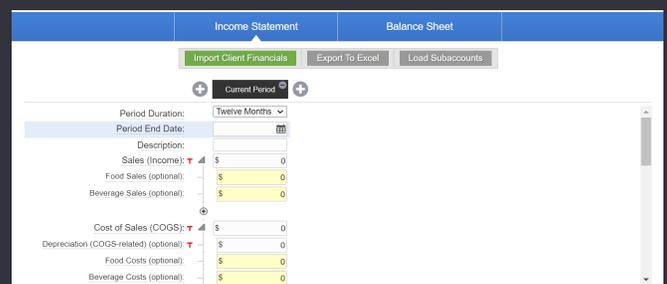 Income Statement Balance Sheet
Import Client Financials Export To Excel Load Subaccounts
Current Period
Period Duration: Twelve Months
Period End Date:
Description:
Sales (Income): $ 0
Food Sales (optional): $ 0
Beverage Sales (optional): $ 0
Cost of Sales (COGS): $ 0
Depreciation (COGS-related) (optional): $ 0
Food Costs (optional): $ 0
Beverage Costs (optional): $ 0